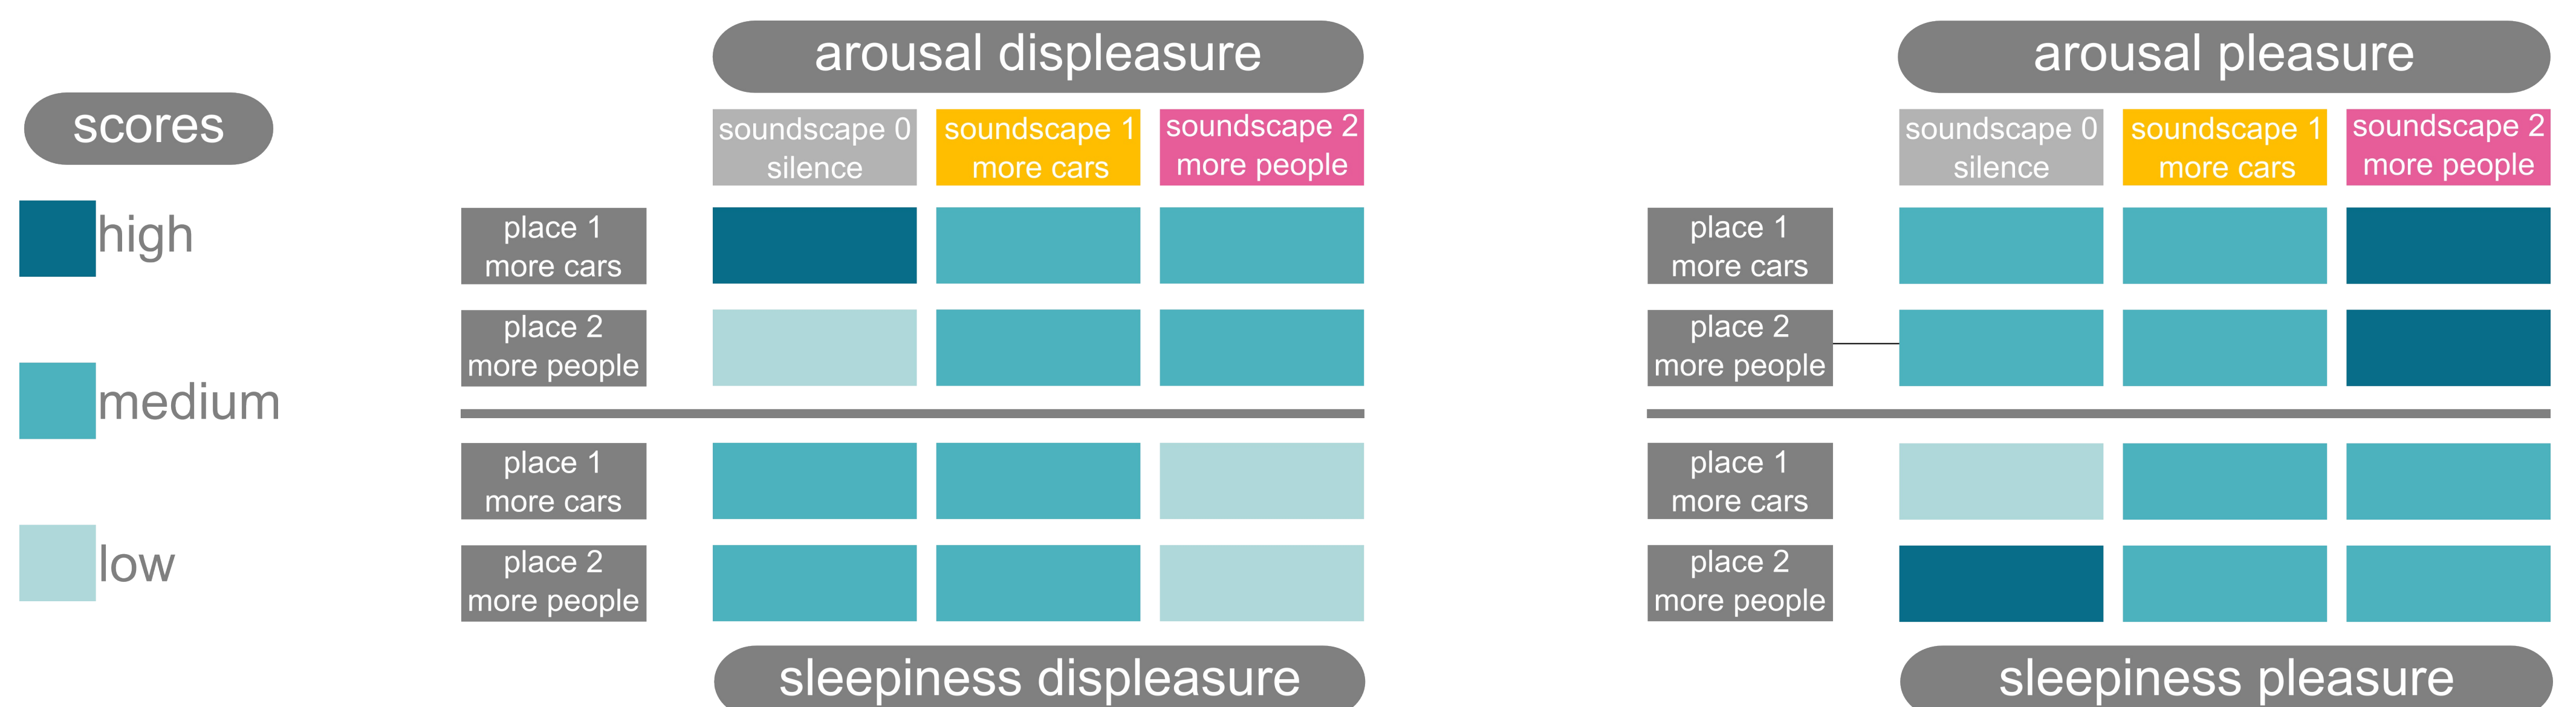 scores
high
medium
low
arousal displeasure
soundscape 0
silence
soundscape 1
more cars
soundscape 2
more people
place 1
more cars
place 2
more people
place 1
more cars
place 2
more people
sleepiness displeasure
arousal pleasure
soundscape 0
silence
soundscape 1
more cars
soundscape 2
more people
place 1
more cars
place 2
more people
place 1
more cars
place 2
more people
sleepiness pleasure